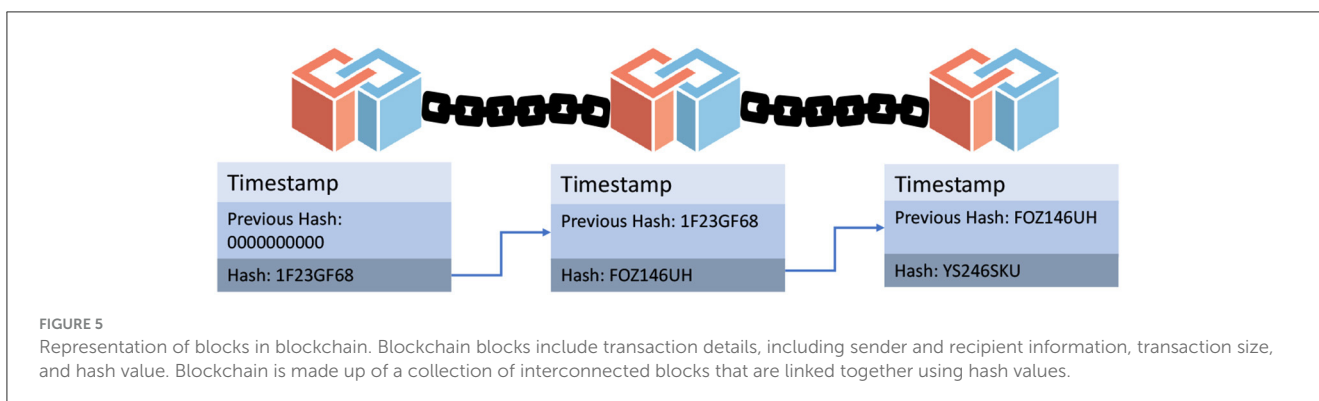 Timestamp
Previous Hash:
0000000000
Hash: 1F23GF68
Timestamp
Previous Hash: 1F23GF68
Hash: FOZ146UH
Timestamp
Previous Hash: FOZ146UH
Hash: YS246SKU
FIGURE 5
Representation of blocks in blockchain. Blockchain blocks include transaction details, including sender and recipient information, transaction size,
and hash value. Blockchain is made up of a collection of interconnected blocks that are linked together using hash values.